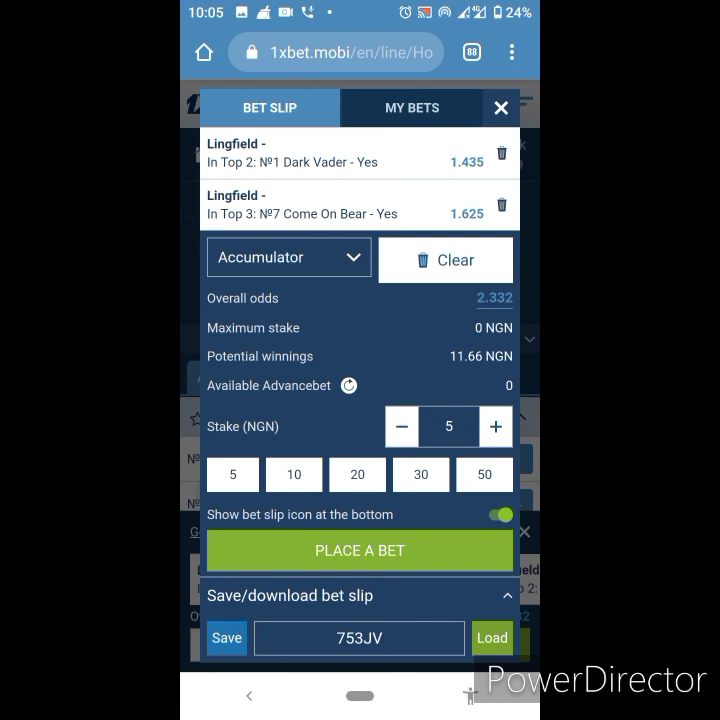 10:05 4G 24%
1xbet.mobi/en/line/Ho 88
BET SLIP MY BETS
Lingfield -
In Top 2: №1 Dark Vader - Yes 1.435
Lingfield -
In Top 3: №7 Come On Bear - Yes 1.625
Accumulator Clear
Overall odds 2.332
Maximum stake 0 NGN
Potential winnings 11.66 NGN
Available Advancebet 0
Stake (NGN) − 5 +
5 10 20 30 50
Show bet slip icon at the bottom
PLACE A BET
Save/download bet slip
Save 753JV Load
PowerDirector